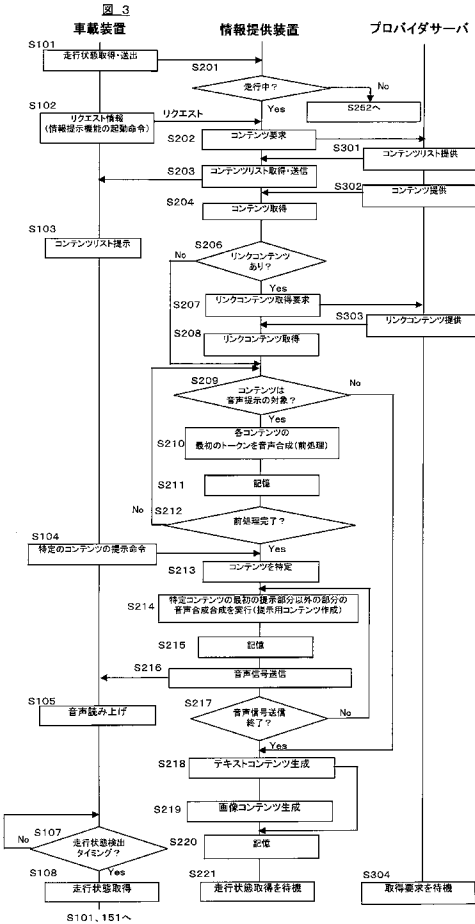 図 3
車載装置
情報提供装置
プロバイダサーバ
S101
走行状態取得・送出
S201
走行中?
No
Yes
S252へ
S102
リクエスト情報
(情報提示機能の起動命令)
リクエスト
S202
コンテンツ要求
S301
コンテンツリスト提供
S203
コンテンツリスト取得・送信
S302
コンテンツ提供
S204
コンテンツ取得
S103
コンテンツリスト提示
S206
リンクコンテンツ
あり?
No
Yes
S207
リンクコンテンツ取得要求
S303
リンクコンテンツ提供
S208
リンクコンテンツ取得
S209
コンテンツは
音声提示の対象?
No
Yes
S210
各コンテンツの
最初のトークンを音声合成(前処理)
S211
記憶
S212
前処理完了?
No
Yes
S104
特定のコンテンツの提示命令
S213
コンテンツを特定
S214
特定コンテンツの最初の提示部分以外の部分の
音声合成合成を実行(提示用コンテンツ作成)
S215
記憶
S216
音声信号送信
S105
音声読み上げ
S217
音声信号送信
終了?
No
Yes
S218
テキストコンテンツ生成
S219
画像コンテンツ生成
S220
記憶
S107
走行状態検出
タイミング?
No
Yes
S108
走行状態取得
S101、151へ
S221
走行状態取得を待機
S304
取得要求を待機